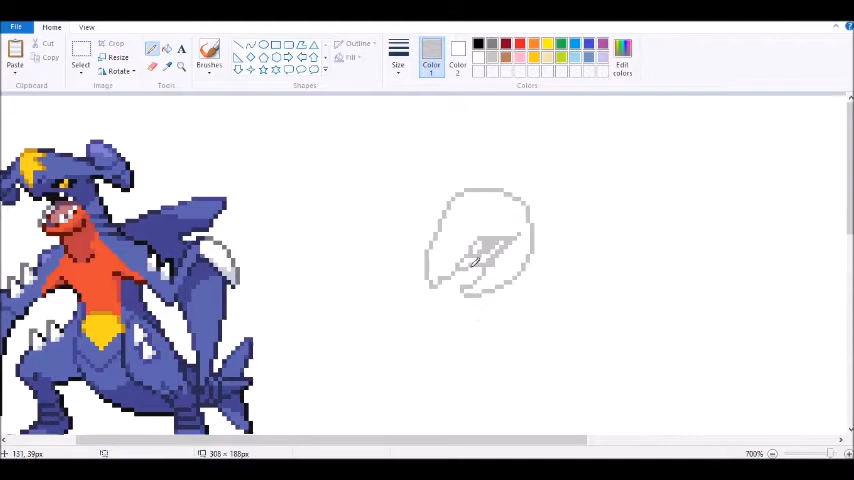 File Home View
Paste Cut Copy
Clipboard
Select Crop Resize Rotate
Image
Tools
Brushes
Outline Fill
Shapes
Size
Color 1
Color 2
Edit colors
Colors
131, 39px 308 × 188px 700%